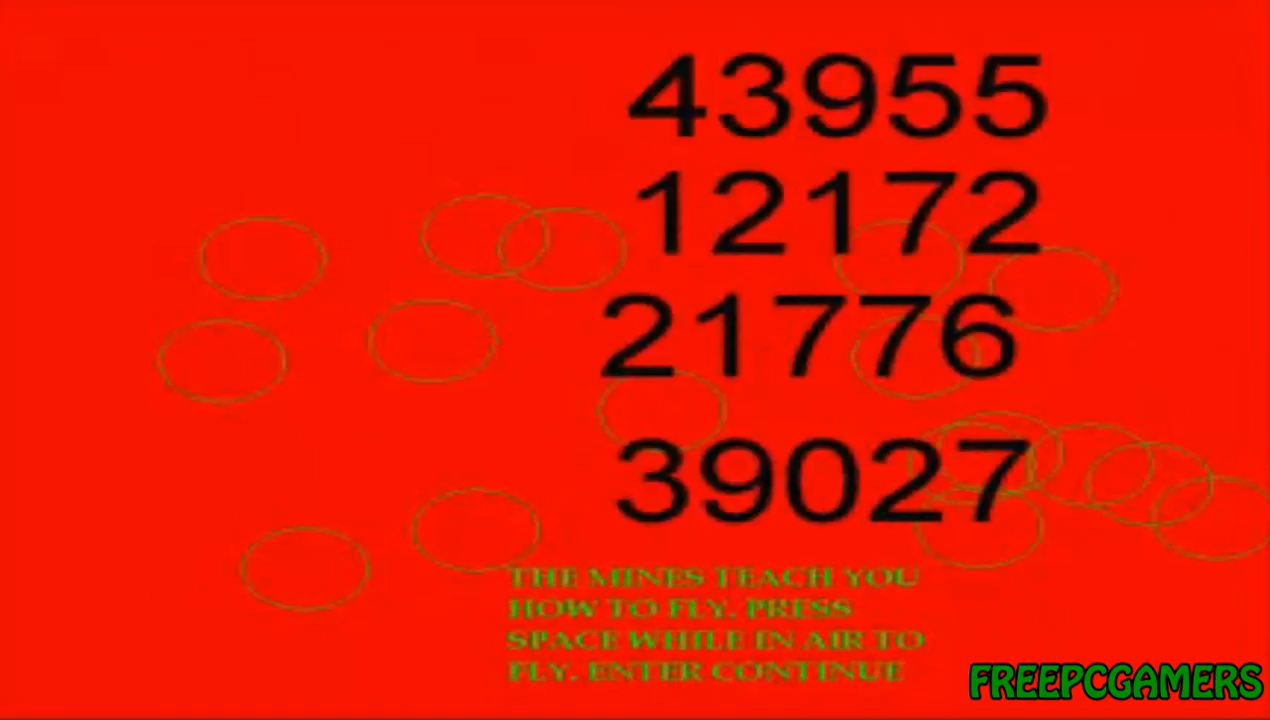 43955
12172
21776
39027
THE MINES TEACH YOU
HOW TO FLY. PRESS
SPACE WHILE IN AIR TO
FLY. ENTER CONTINUE
FREEPCGAMERS